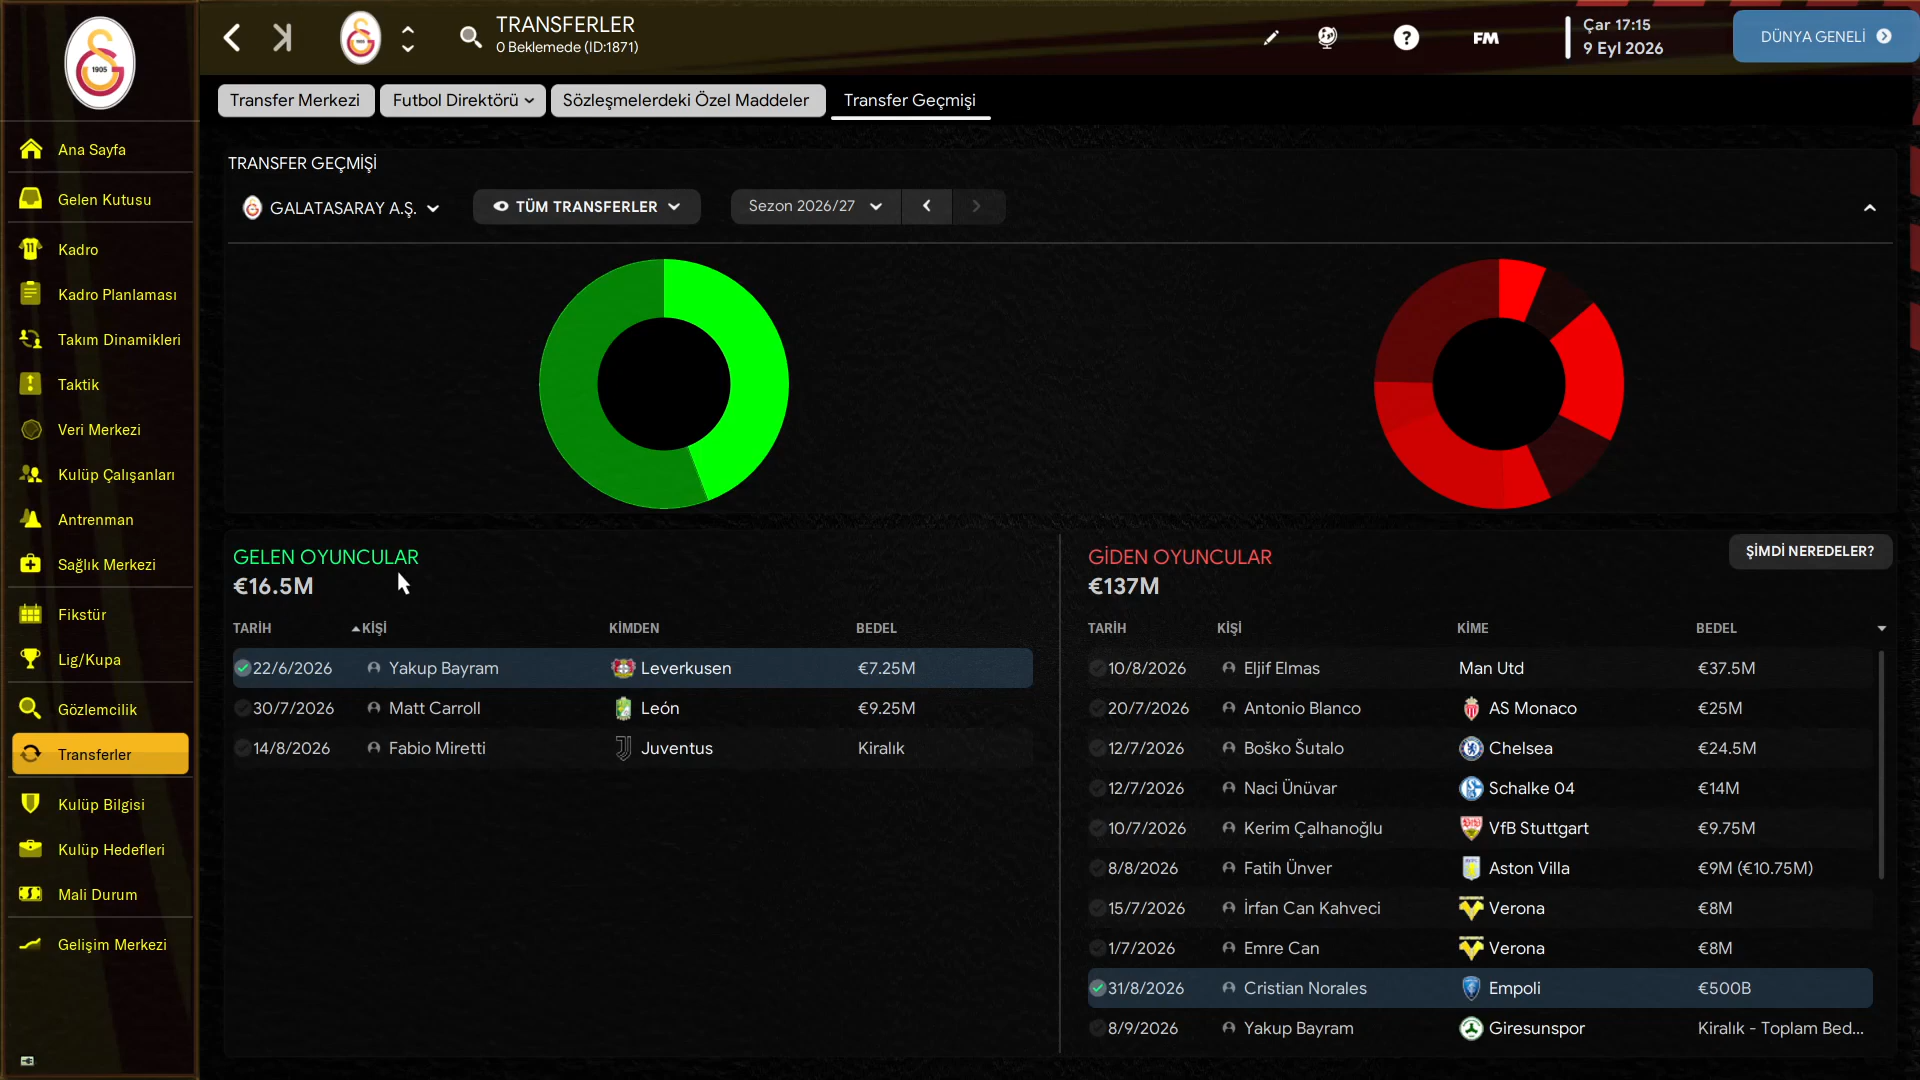 TRANSFERLER
0 Beklemede (ID:1871)
FM
Çar 17:15
9 Eyl 2026
DÜNYA GENELİ
1905
Ana Sayfa
Gelen Kutusu
Kadro
Kadro Planlaması
Takım Dinamikleri
Taktik
Veri Merkezi
Kulüp Çalışanları
Antrenman
Sağlık Merkezi
Fikstür
Lig/Kupa
Gözlemcilik
Transferler
Kulüp Bilgisi
Kulüp Hedefleri
Mali Durum
Gelişim Merkezi
Transfer Merkezi
Futbol Direktörü
Sözleşmelerdeki Özel Maddeler
Transfer Geçmişi
TRANSFER GEÇMİŞİ
GALATASARAY A.Ş.
TÜM TRANSFERLER
Sezon 2026/27
GELEN OYUNCULAR
€16.5M
TARİH KİŞİ KİMDEN BEDEL
22/6/2026 Yakup Bayram Leverkusen €7.25M
30/7/2026 Matt Carroll León €9.25M
14/8/2026 Fabio Miretti Juventus Kiralık
GİDEN OYUNCULAR
€137M
ŞİMDİ NEREDELER?
TARİH KİŞİ KİME BEDEL
10/8/2026 Eljif Elmas Man Utd €37.5M
20/7/2026 Antonio Blanco AS Monaco €25M
12/7/2026 Boško Šutalo Chelsea €24.5M
12/7/2026 Naci Ünüvar Schalke 04 €14M
10/7/2026 Kerim Çalhanoğlu VfB Stuttgart €9.75M
8/8/2026 Fatih Ünver Aston Villa €9M (€10.75M)
15/7/2026 İrfan Can Kahveci Verona €8M
1/7/2026 Emre Can Verona €8M
31/8/2026 Cristian Norales Empoli €500B
8/9/2026 Yakup Bayram Giresunspor Kiralık - Toplam Bed...